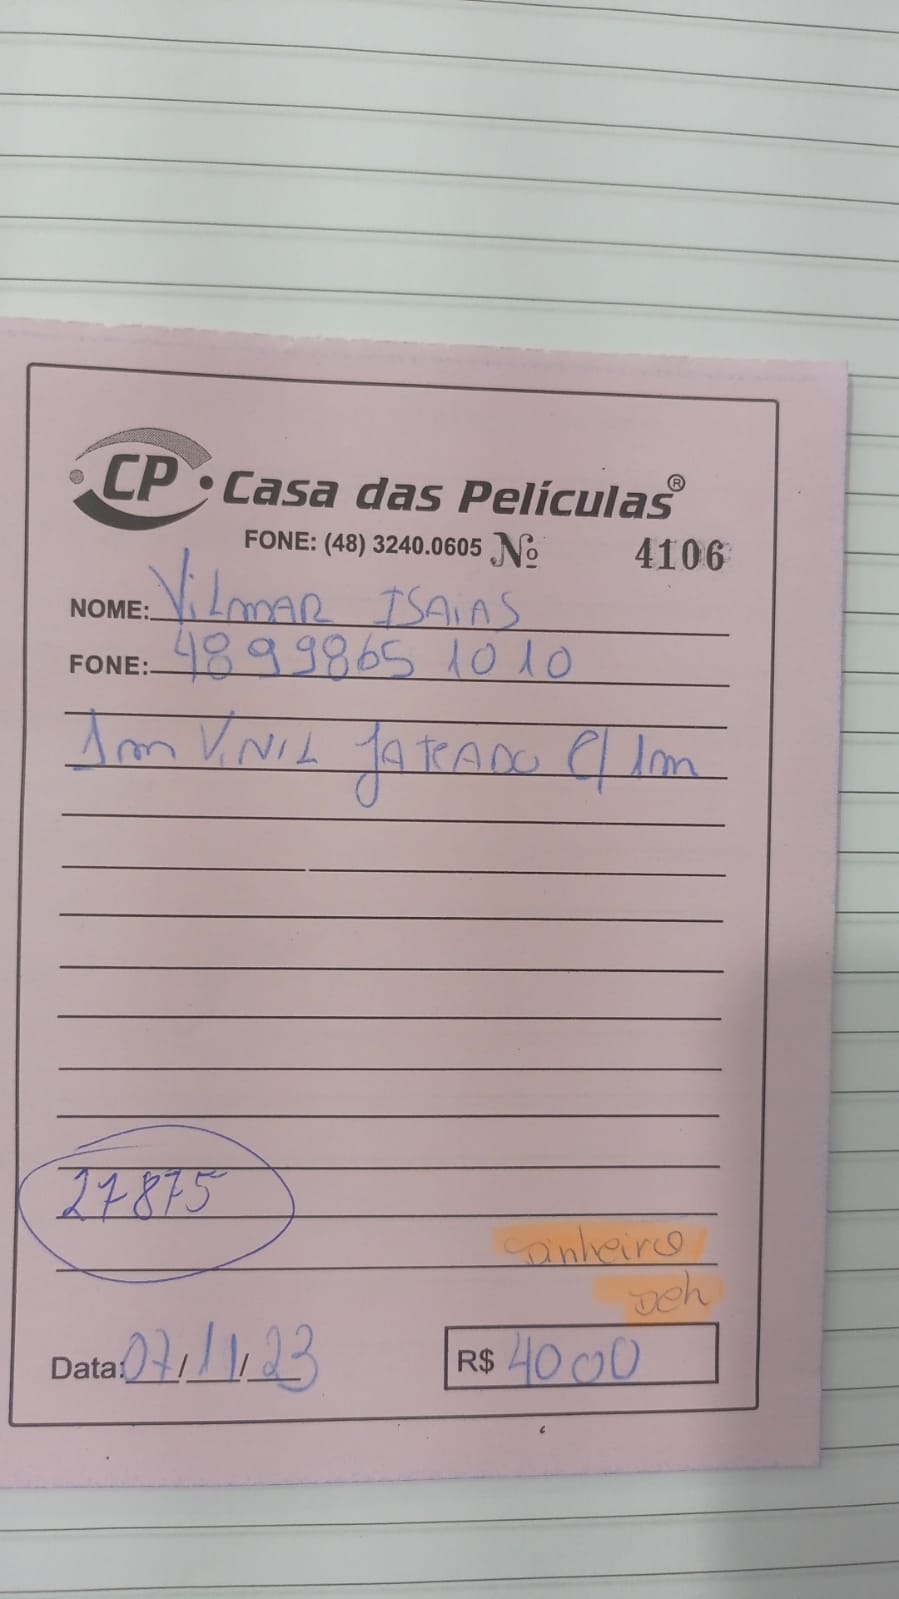 CP • Casa das Películas®
FONE: (48) 3240.0605 Nº 4106
NOME: ViLMAR ISAiAS
FONE: 48 99865 1010
1m ViNiL JATEADO C/ 1m
27875
Dinheiro
Deh
Data: 07/11/23 R$ 4000